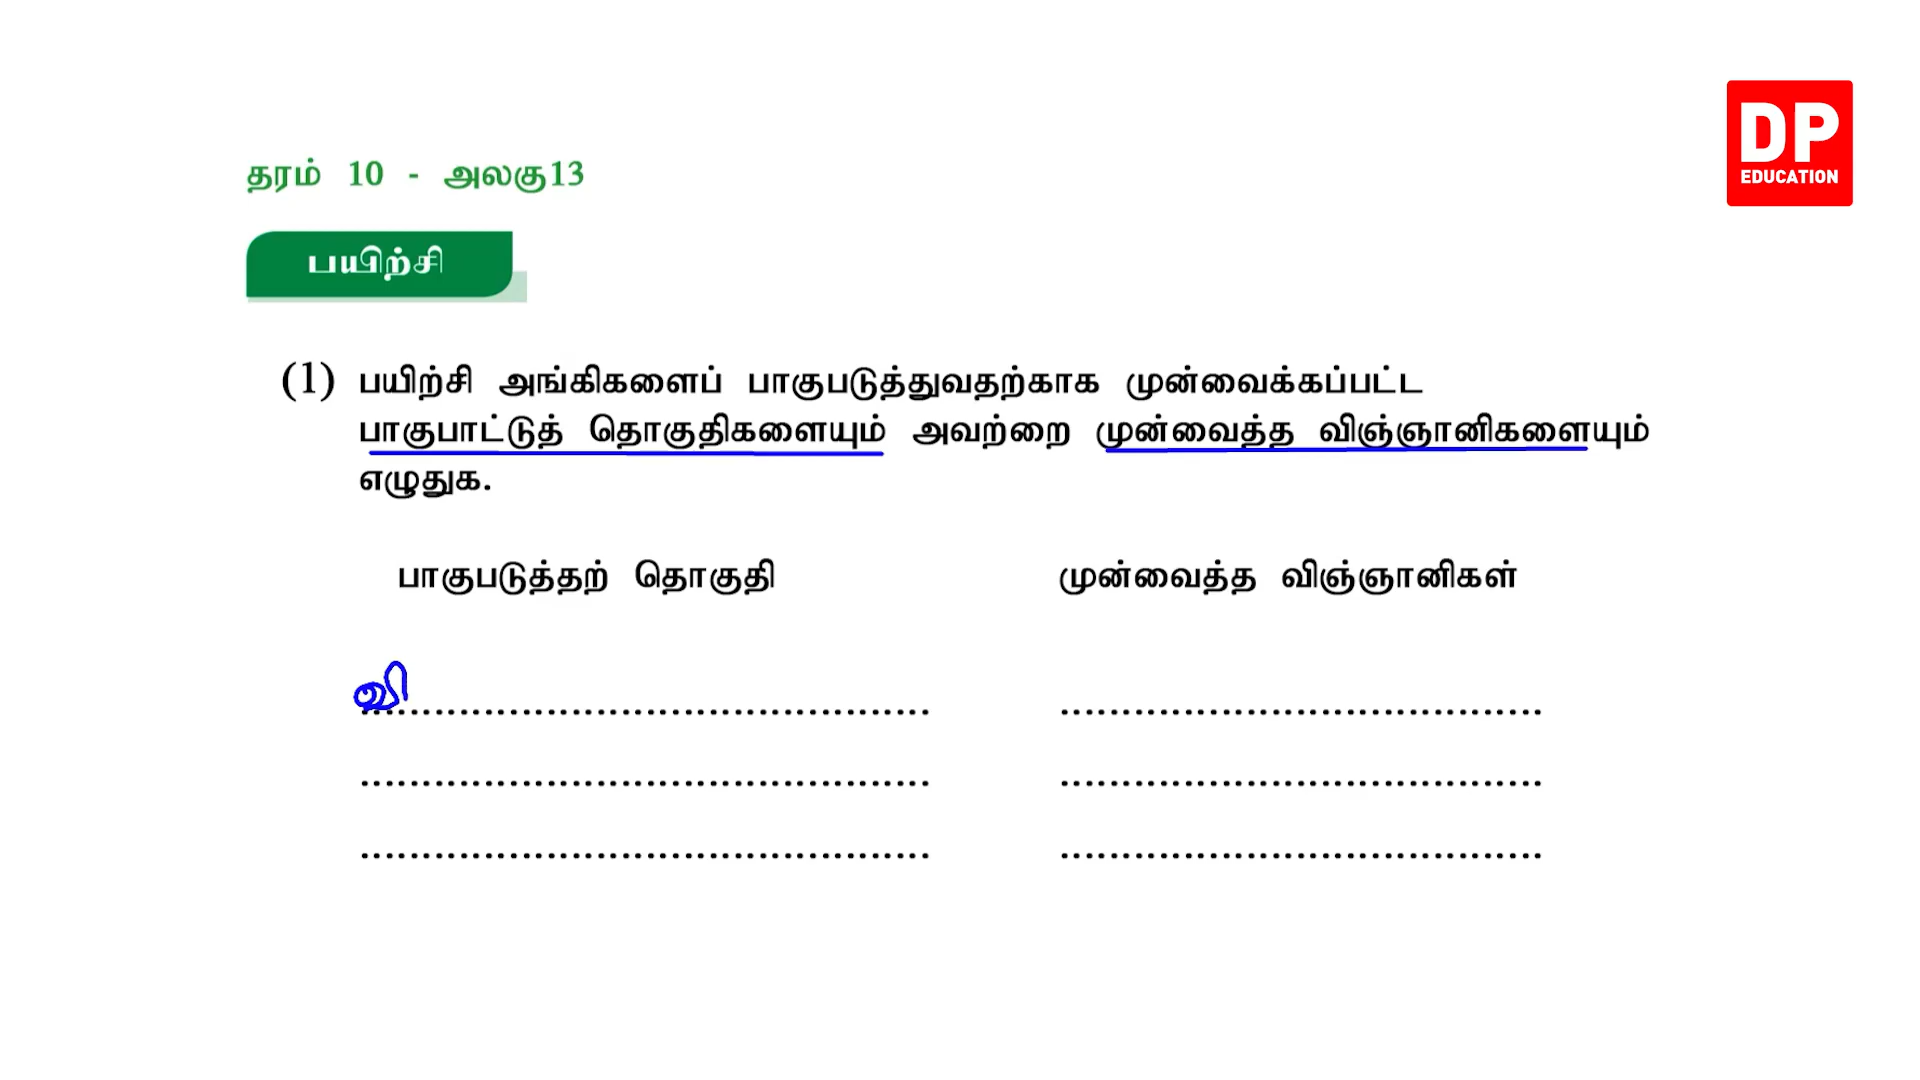 DP
EDUCATION
தரம் 10 - அலகு13
பயிற்சி
(1) பயிற்சி அங்கிகளைப் பாகுபடுத்துவதற்காக முன்வைக்கப்பட்ட
பாகுபாட்டுத் தொகுதிகளையும் அவற்றை முன்வைத்த விஞ்ஞானிகளையும்
எழுதுக.
பாகுபடுத்தற் தொகுதி முன்வைத்த விஞ்ஞானிகள்
வி............................................. .......................................
............................................. .......................................
............................................. .......................................